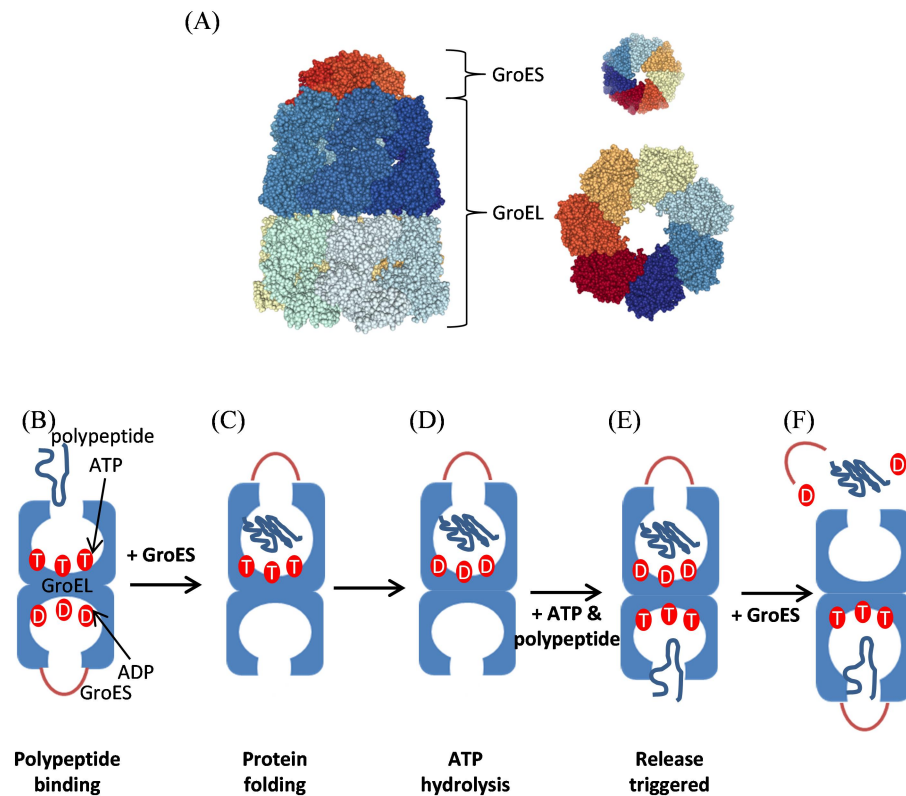 (A)
GroES
GroEL
(B)
(C)
(D)
(E)
(F)
polypeptide
ATP
D
D
T T T
+ GroES
T T T
D D D
D D D
GroEL
D D D
+ ATP &
polypeptide
T T T
+ GroES
T T T
ADP
GroES
Polypeptide
binding
Protein
folding
ATP
hydrolysis
Release
triggered